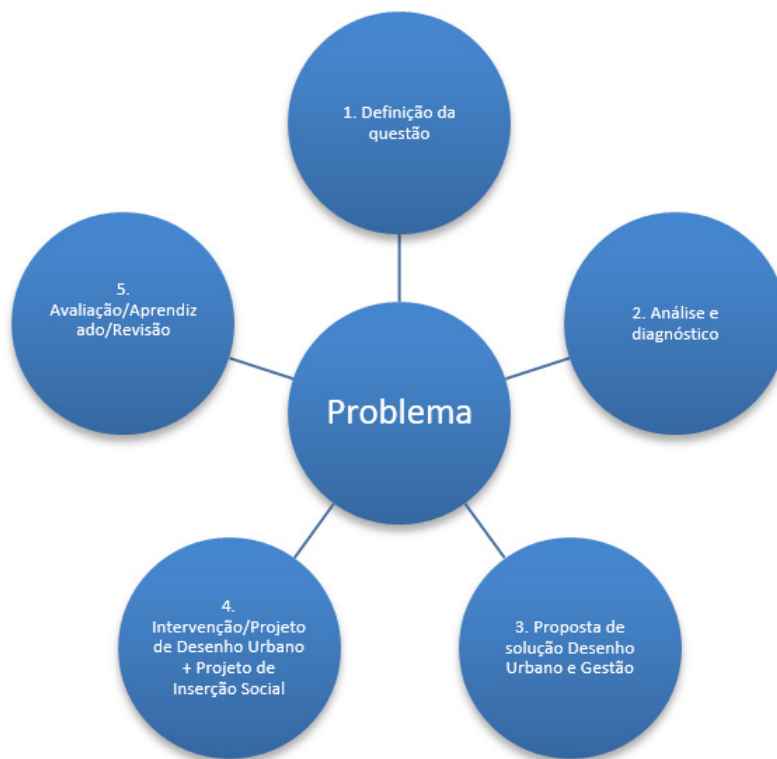 1. Definição da
questão
2. Análise e
diagnóstico
3. Proposta de
solução Desenho
Urbano e Gestão
4.
Intervenção/Projeto
de Desenho Urbano
+ Projeto de
Inserção Social
5.
Avaliação/Aprendiz
ado/Revisão
Problema